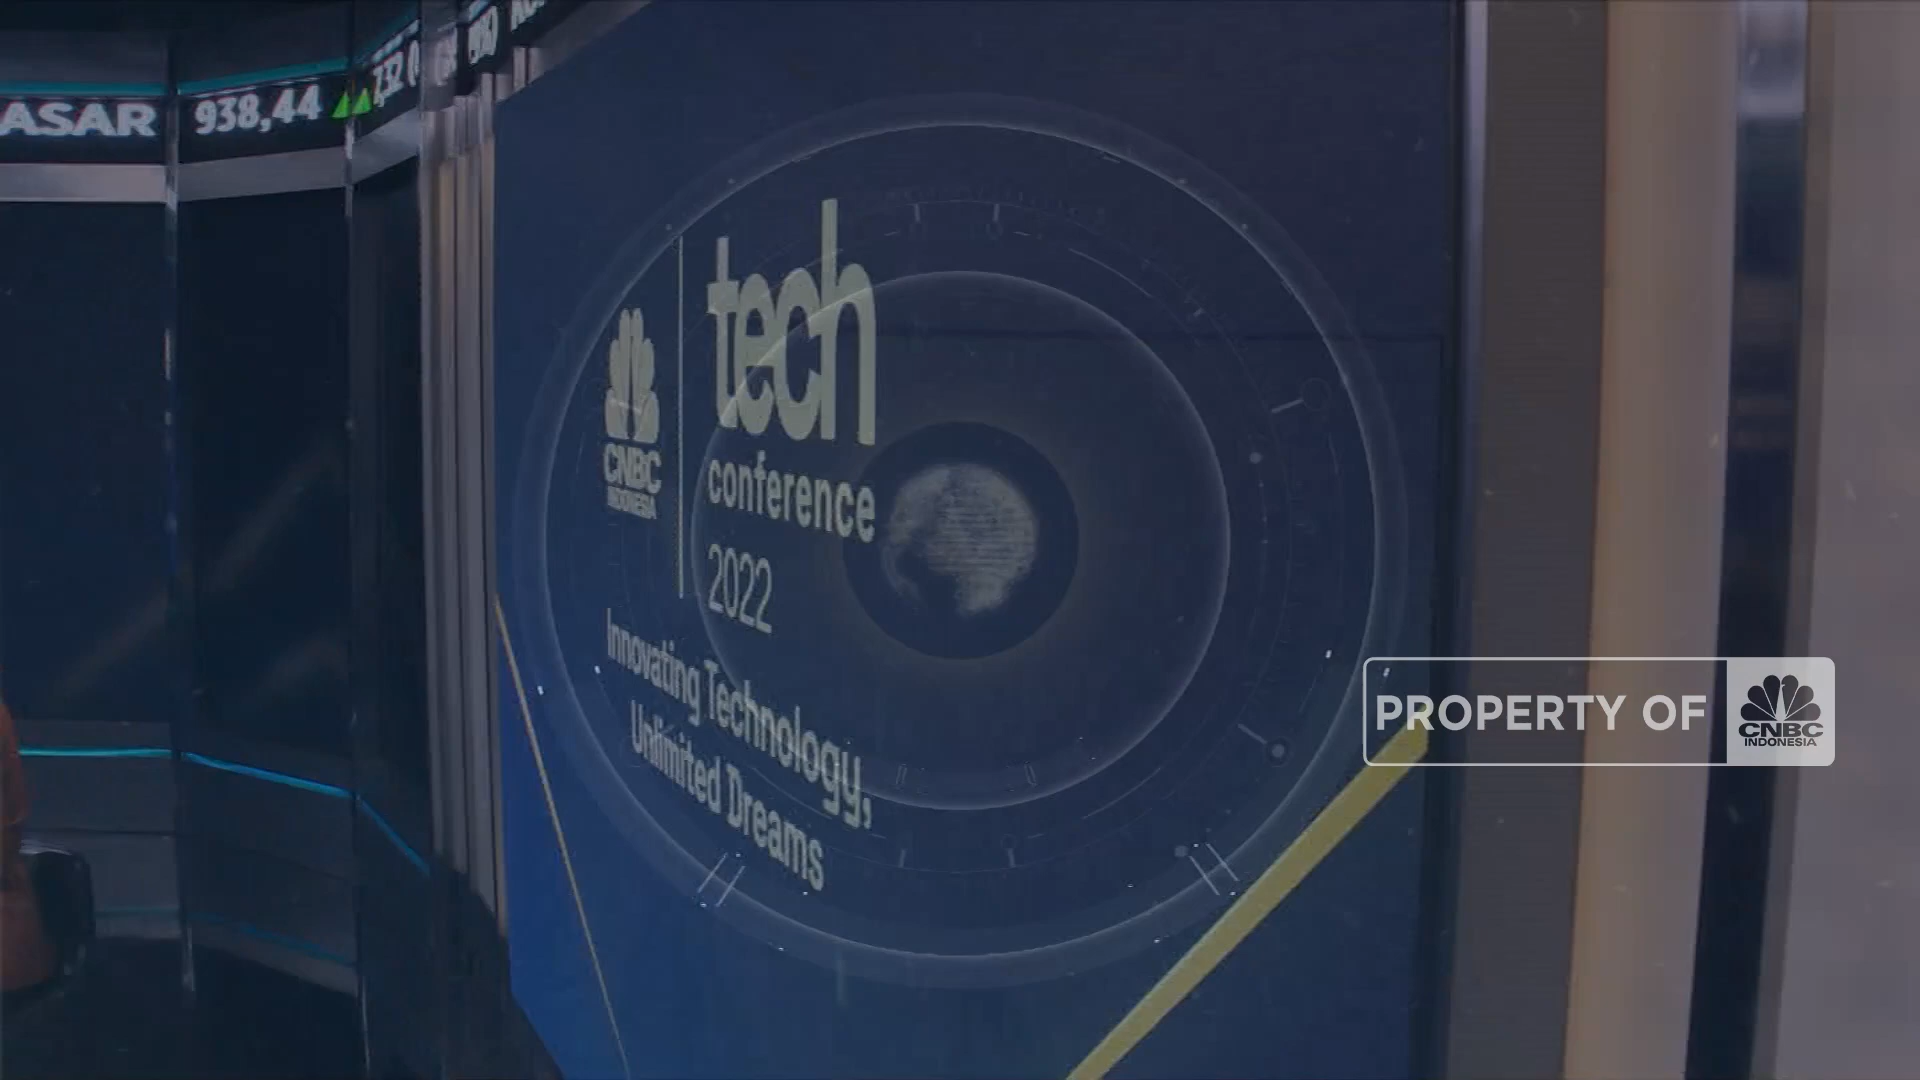 ASAR 938,44
tech
conference
2022
CNBC
INDONESIA
Innovating Technology,
Unlimited Dreams
PROPERTY OF
CNBC
INDONESIA